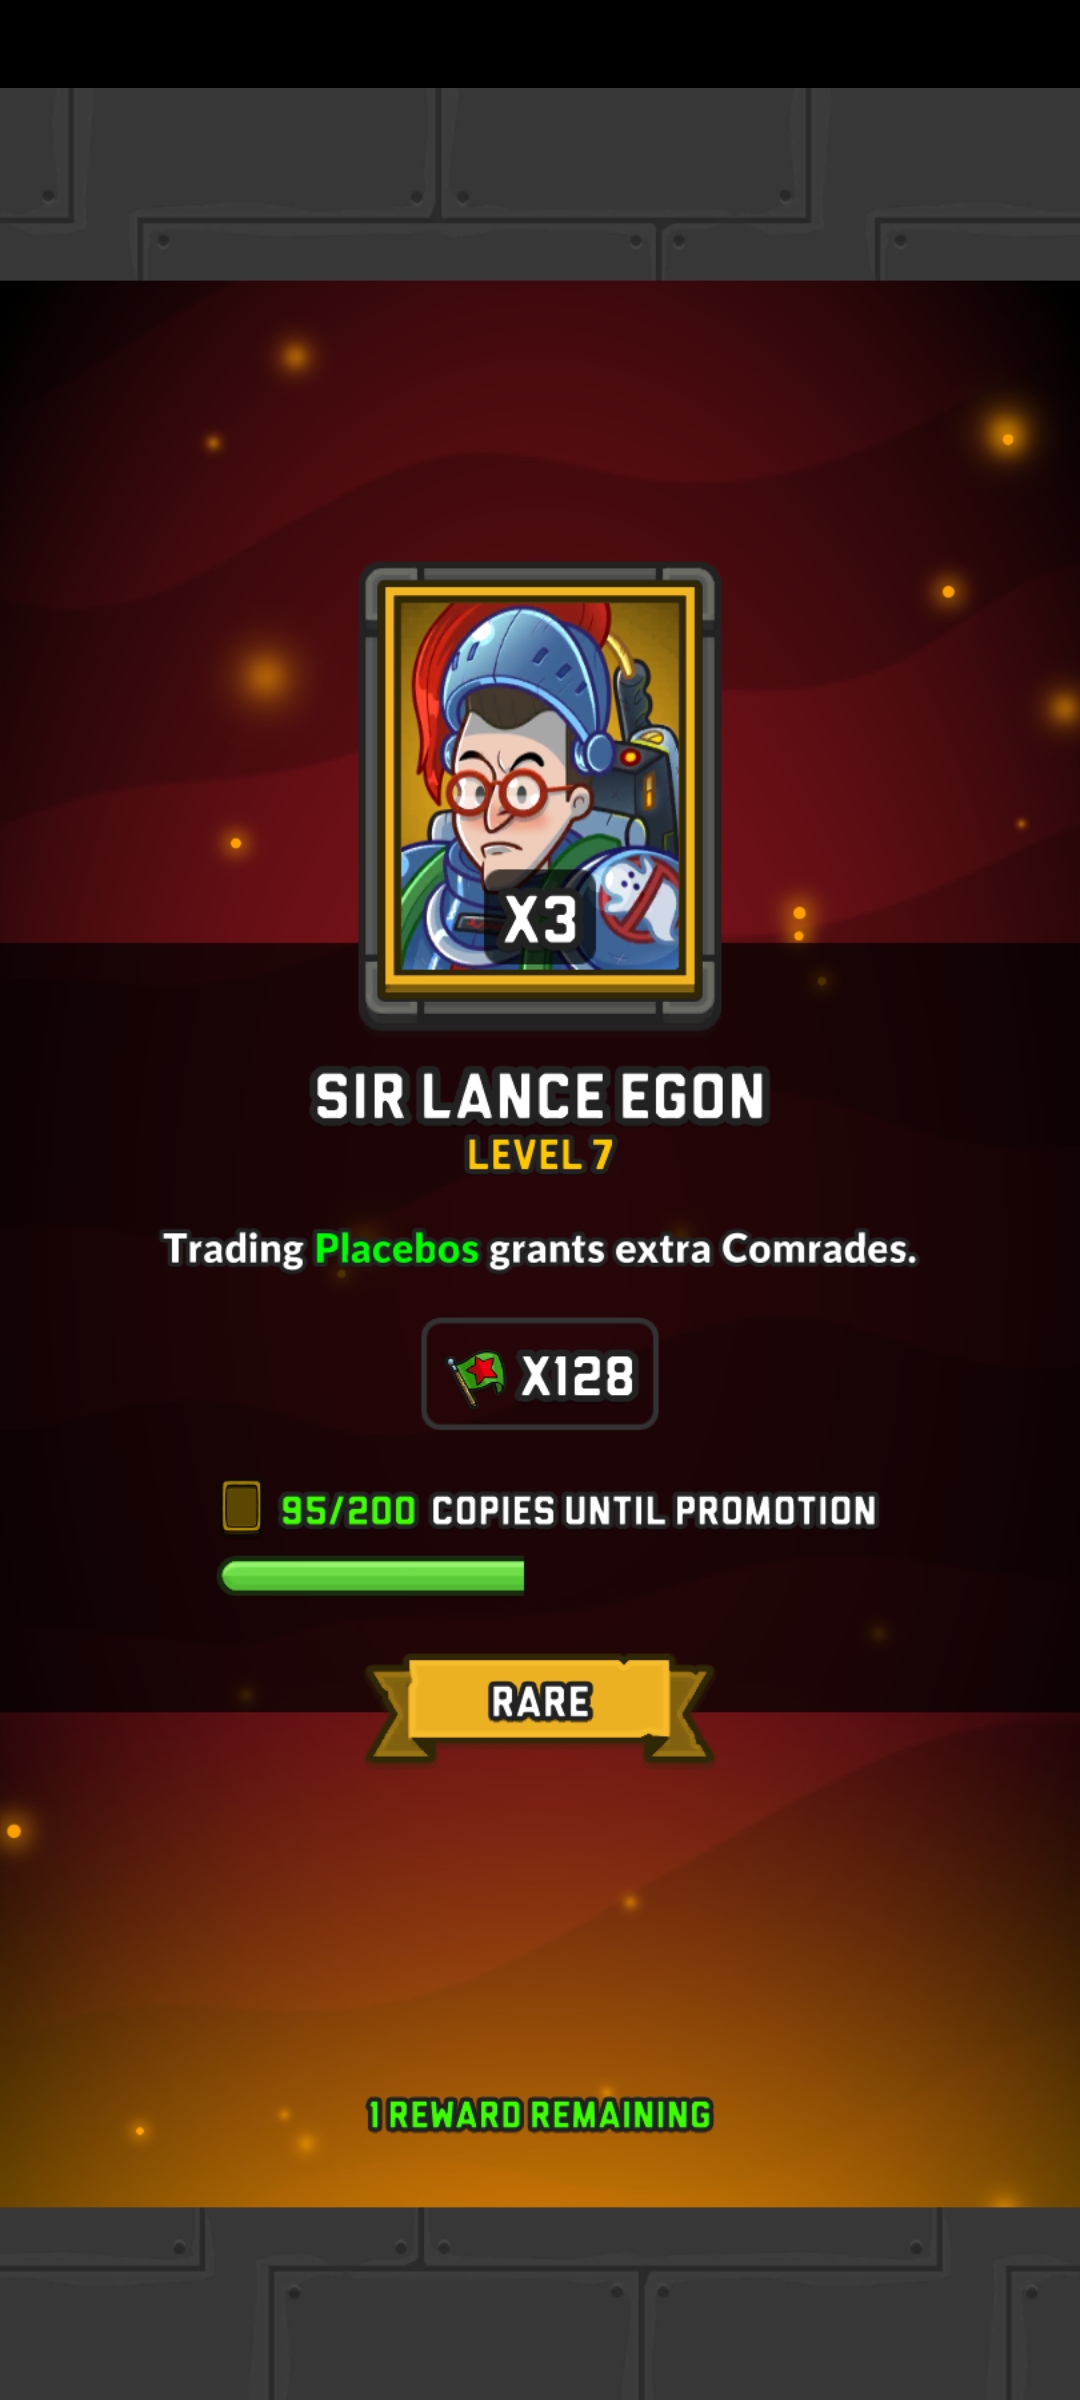 X3
SIR LANCE EGON
LEVEL 7
Trading Placebos grants extra Comrades.
X128
95/200 COPIES UNTIL PROMOTION
RARE
1 REWARD REMAINING